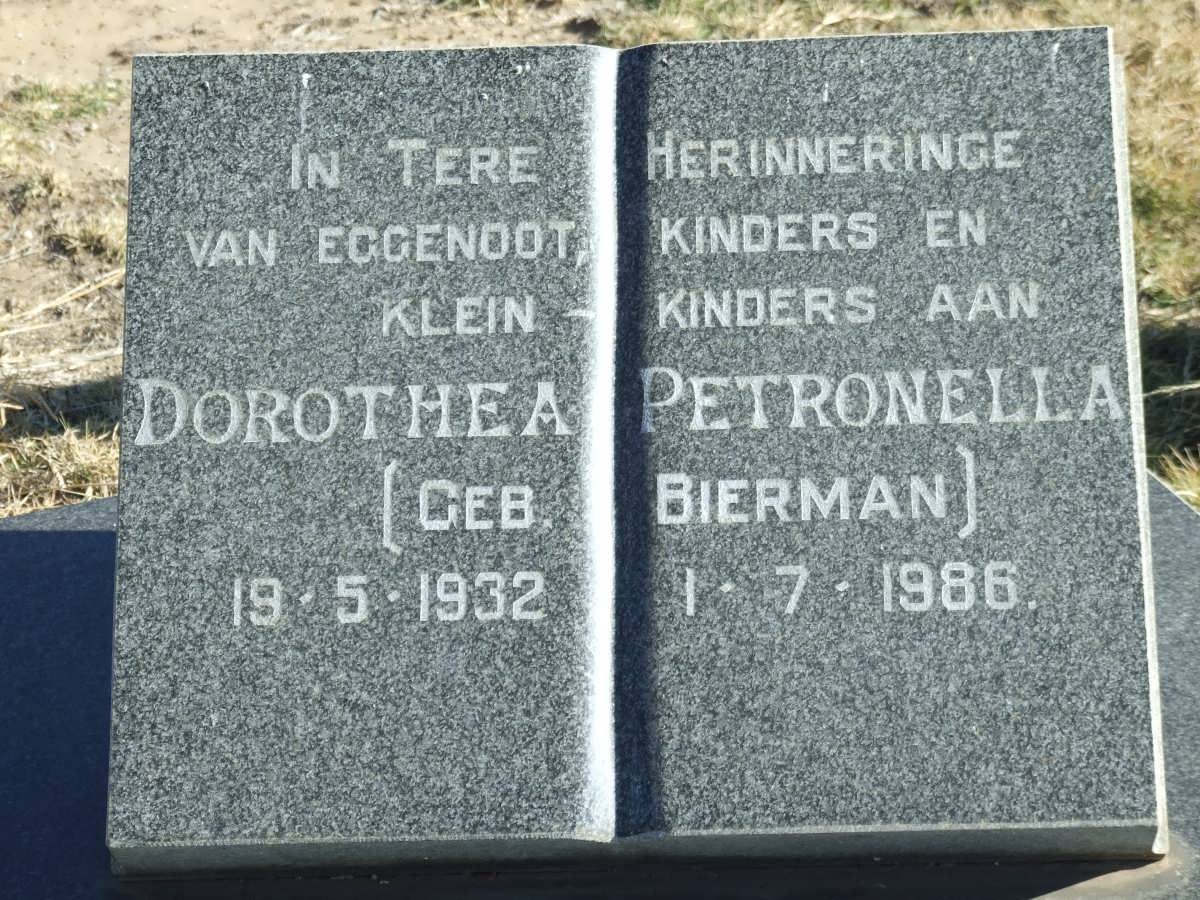 IN TERE HERINNERINGE
VAN EGGENOOT, KINDERS EN
KLEIN - KINDERS AAN
DOROTHEA PETRONELLA
(GEB. BIERMAN)
19 · 5 · 1932 1 · 7 · 1986.